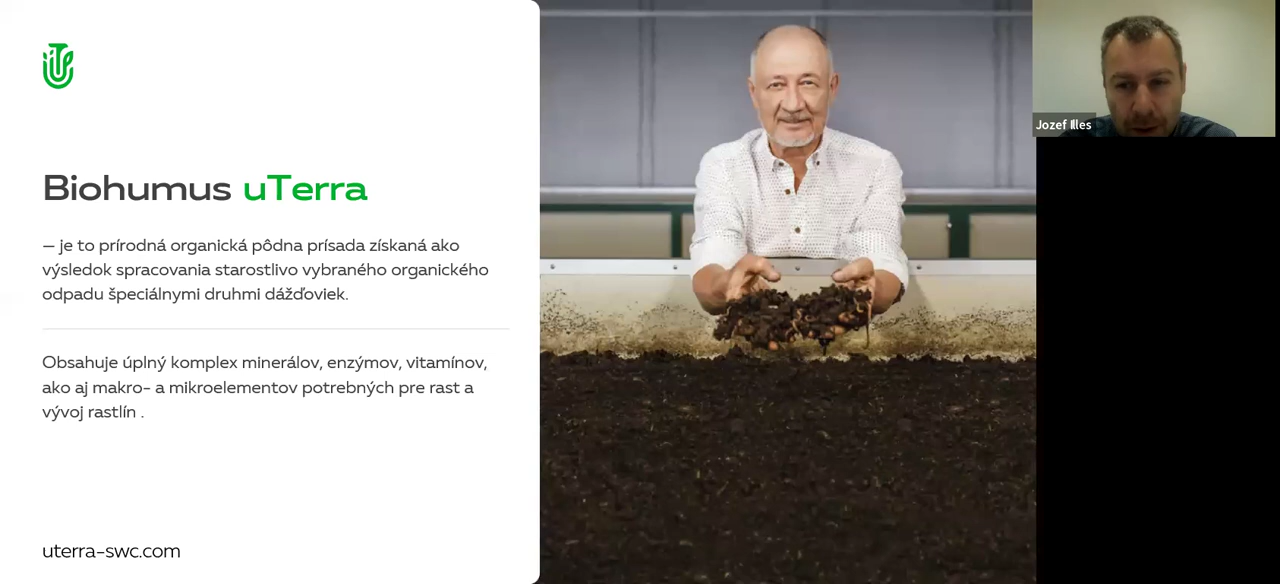 Biohumus uTerra
– je to prírodná organická pôdna prísada získaná ako
výsledok spracovania starostlivo vybraného organického
odpadu špeciálnymi druhmi dážďoviek.
Obsahuje úplný komplex minerálov, enzýmov, vitamínov,
ako aj makro- a mikroelementov potrebných pre rast a
vývoj rastlín .
uterra-swc.com
Jozef Illes